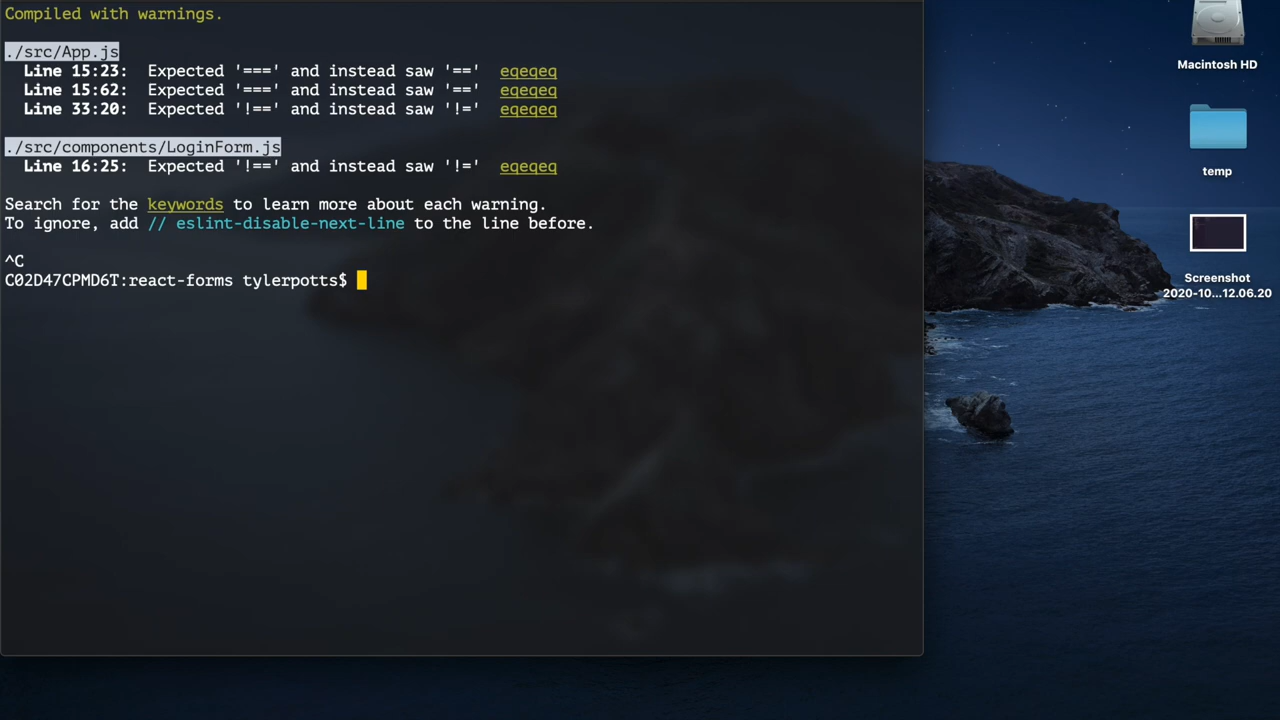 Compiled with warnings.
./src/App.js
Line 15:23:  Expected '===' and instead saw '=='  eqeqeq
Line 15:62:  Expected '===' and instead saw '=='  eqeqeq
Line 33:20:  Expected '!==' and instead saw '!='  eqeqeq
./src/components/LoginForm.js
Line 16:25:  Expected '!==' and instead saw '!='  eqeqeq
Search for the keywords to learn more about each warning.
To ignore, add // eslint-disable-next-line to the line before.
^C
C02D47CPMD6T:react-forms tylerpotts$
Macintosh HD
temp
Screenshot
2020-10...12.06.20